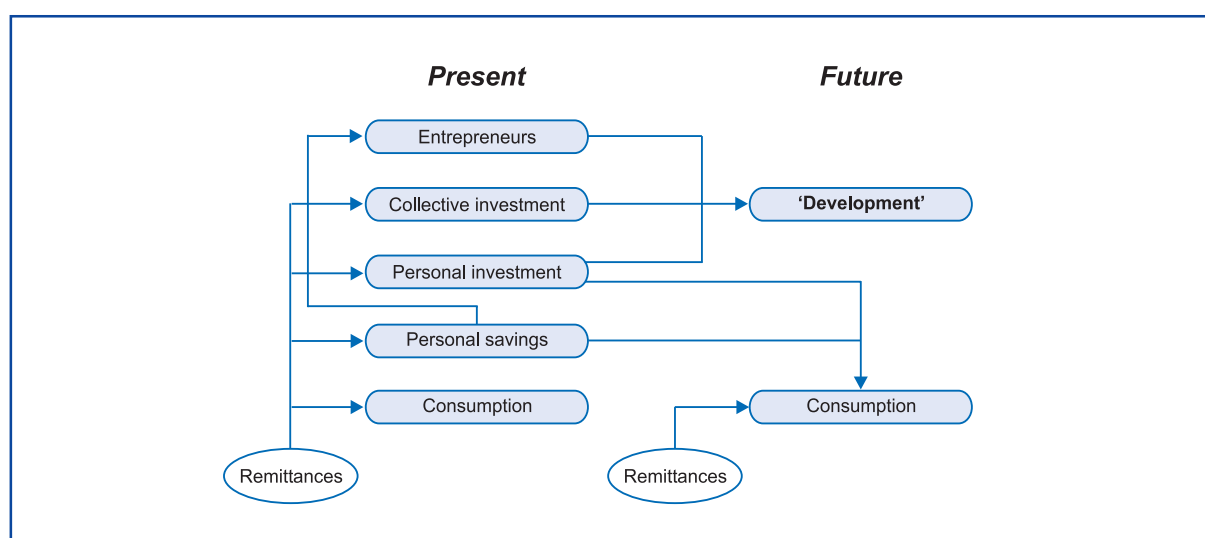 Present Future
Entrepreneurs
Collective investment 'Development'
Personal investment
Personal savings
Consumption Consumption
Remittances Remittances